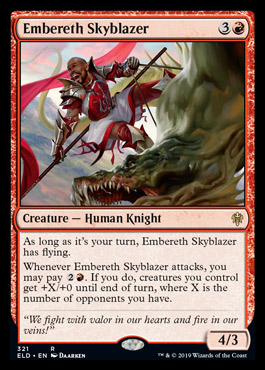 Embereth Skyblazer 3
Creature — Human Knight
As long as it's your turn, Embereth Skyblazer
has flying.
Whenever Embereth Skyblazer attacks, you
may pay 2. If you do, creatures you control
get +X/+0 until end of turn, where X is the
number of opponents you have.
"We fight with valor in our hearts and fire in our
veins!"
4/3
321 R
ELD • EN DAARKEN
™ & © 2019 Wizards of the Coast